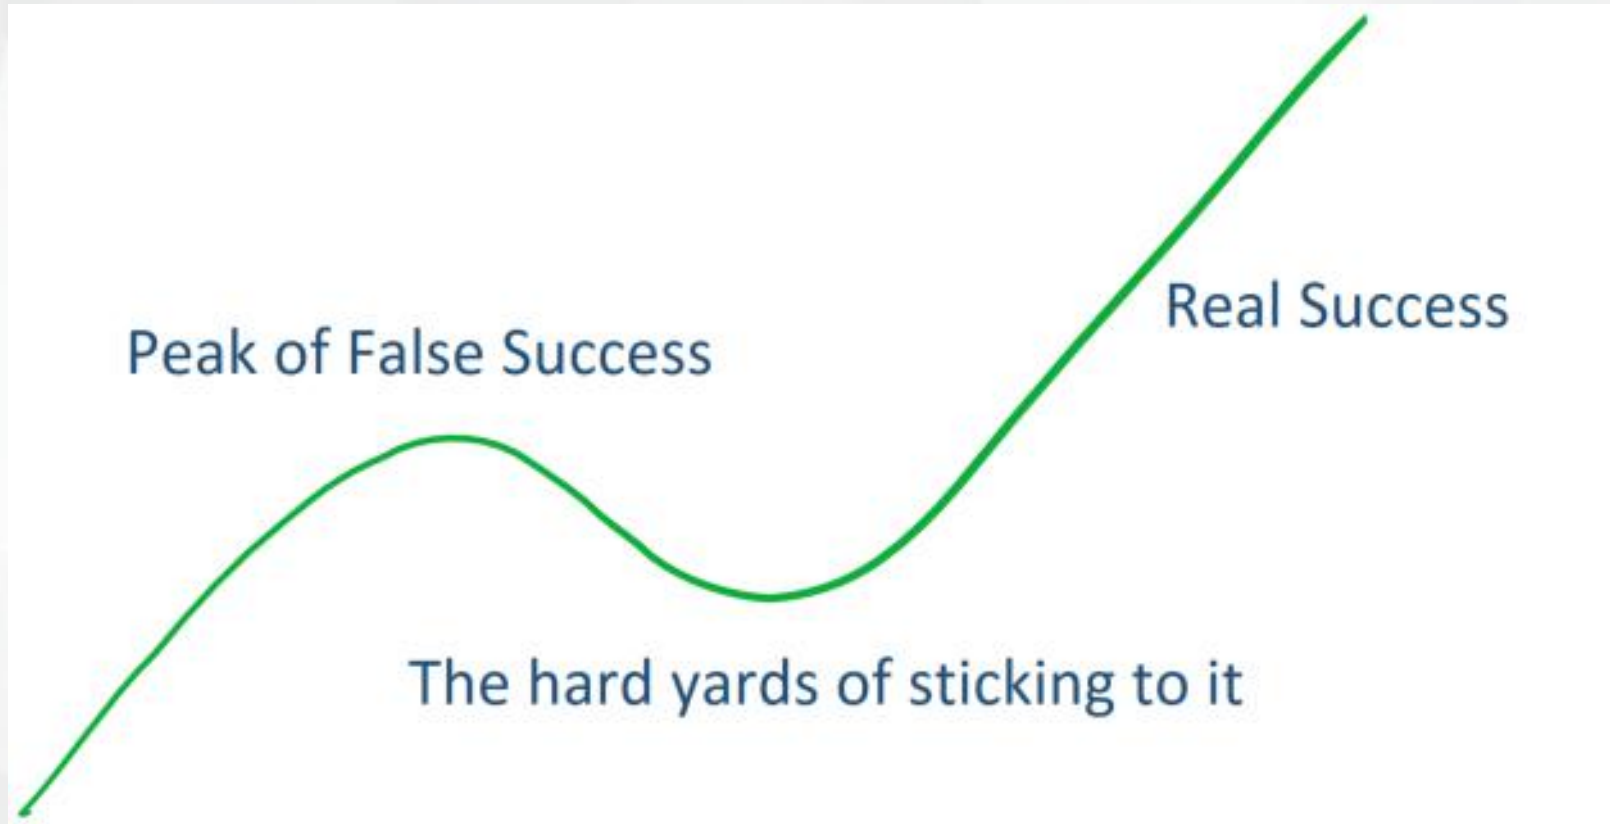 Peak of False Success
Real Success
The hard yards of sticking to it